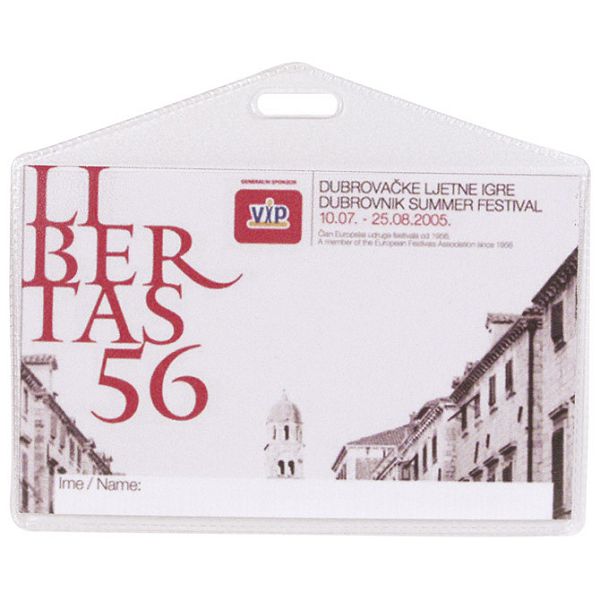 LI
BER
TAS
56
GENERALNI SPONZOR
vip
DUBROVAČKE LJETNE IGRE
DUBROVNIK SUMMER FESTIVAL
10.07. - 25.08.2005.
Član Europske udruge festivala od 1956.
A member of the European Festivals Association since 1956
Ime / Name: